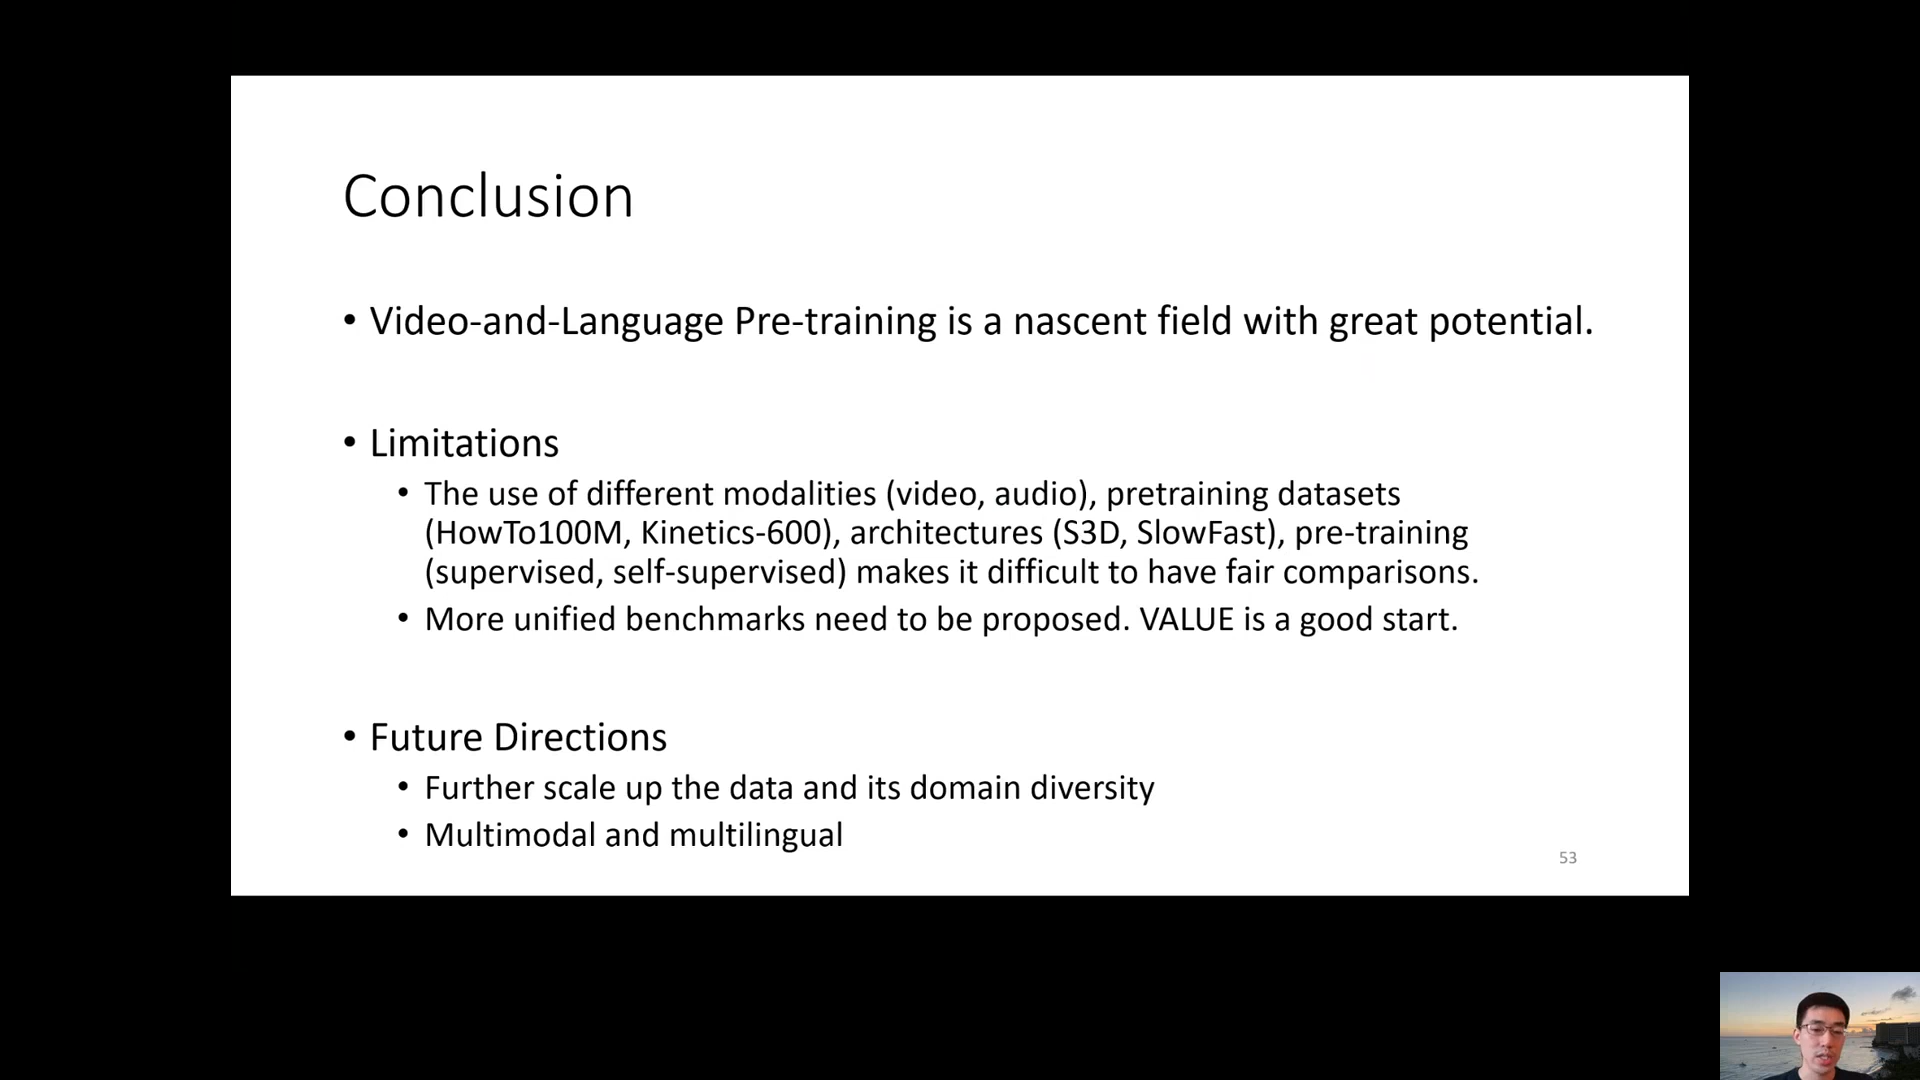 Conclusion
• Video-and-Language Pre-training is a nascent field with great potential.
• Limitations
• The use of different modalities (video, audio), pretraining datasets
(HowTo100M, Kinetics-600), architectures (S3D, SlowFast), pre-training
(supervised, self-supervised) makes it difficult to have fair comparisons.
• More unified benchmarks need to be proposed. VALUE is a good start.
• Future Directions
• Further scale up the data and its domain diversity
• Multimodal and multilingual
53